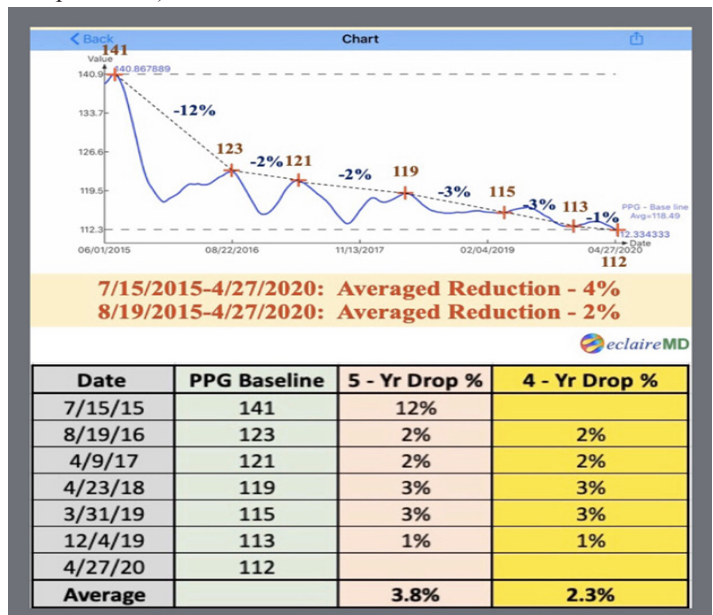 Back Chart
141
Value
140.9 140.867889
133.7
-12%
126.6
123 -2% 121 -2% 119 -3% 115 -3% 113 -1%
119.5
PPG - Base line
Avg=118.49
112.3
12.334333
Date
06/01/2015 08/22/2016 11/13/2017 02/04/2019 04/27/2020
112
7/15/2015-4/27/2020: Averaged Reduction - 4%
8/19/2015-4/27/2020: Averaged Reduction - 2%
eclaireMD
Date PPG Baseline 5 - Yr Drop % 4 - Yr Drop %
7/15/15 141 12%
8/19/16 123 2% 2%
4/9/17 121 2% 2%
4/23/18 119 3% 3%
3/31/19 115 3% 3%
12/4/19 113 1% 1%
4/27/20 112
Average 3.8% 2.3%